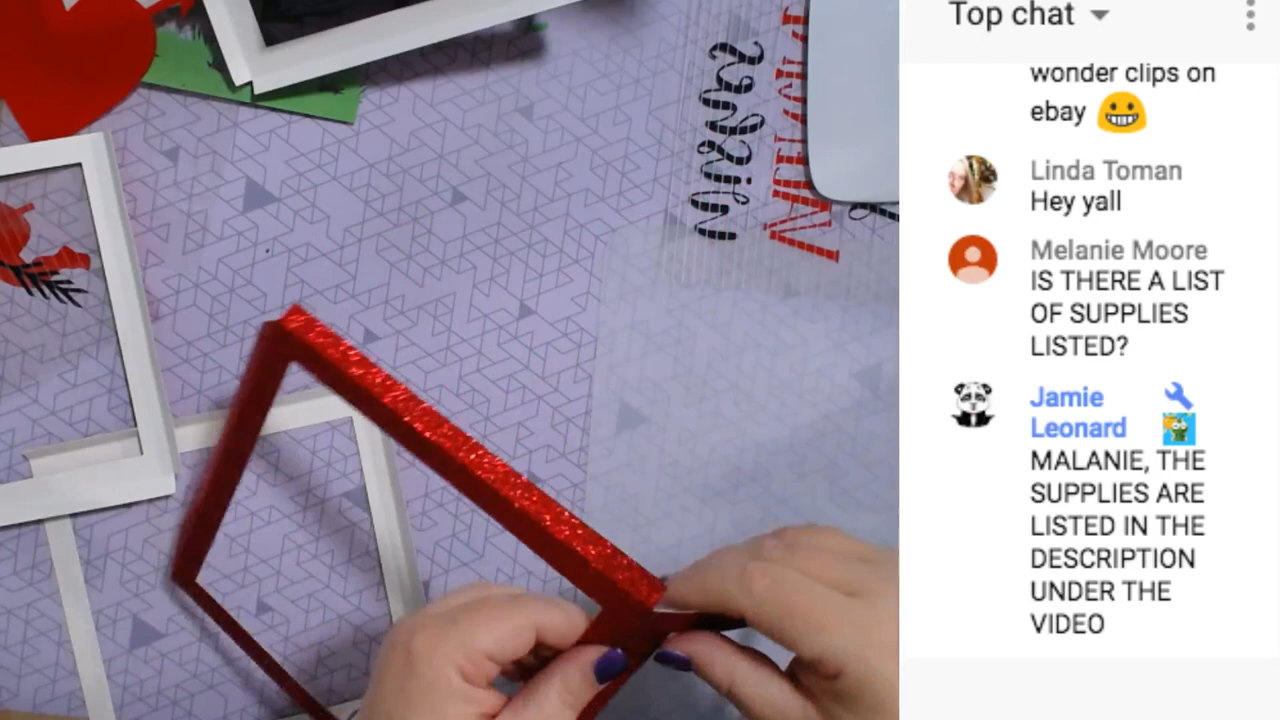 Top chat
wonder clips on
ebay
Linda Toman
Hey yall
Melanie Moore
IS THERE A LIST
OF SUPPLIES
LISTED?
Jamie
Leonard
MALANIE, THE
SUPPLIES ARE
LISTED IN THE
DESCRIPTION
UNDER THE
VIDEO